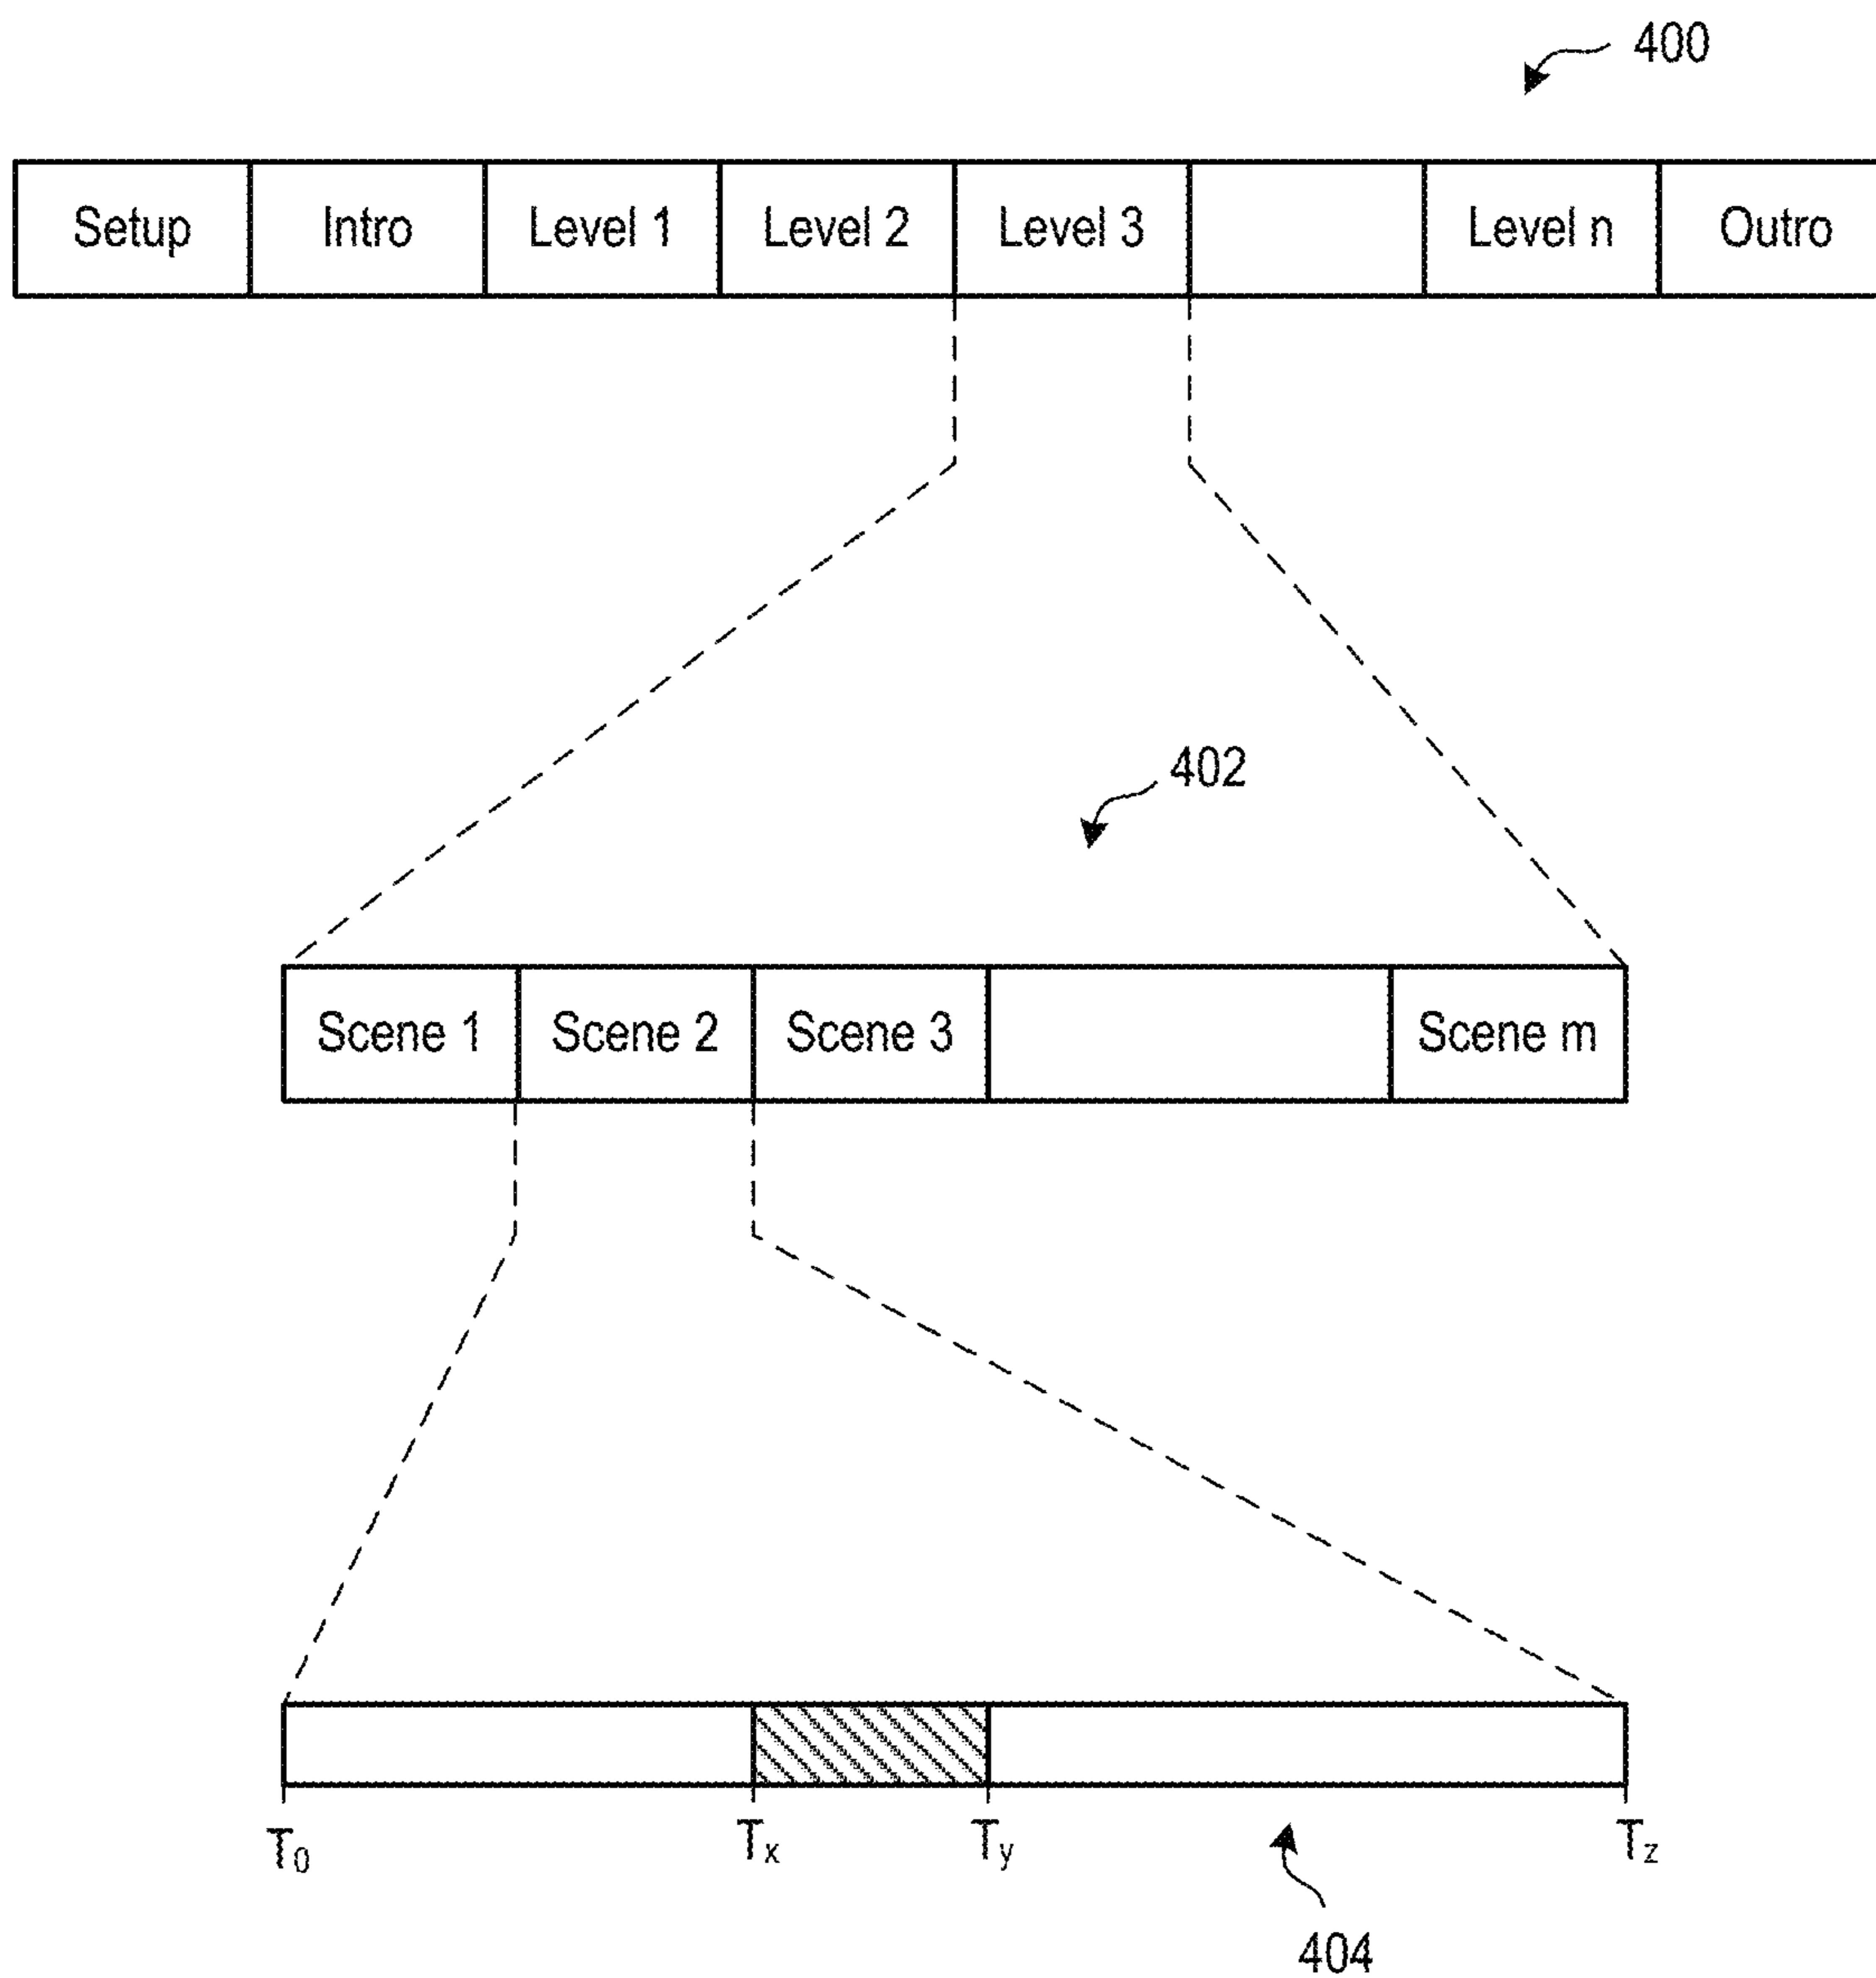 400
Setup Intro Level 1 Level 2 Level 3 Level n Outro
402
Scene 1 Scene 2 Scene 3 Scene m
T0 Tx Ty Tz
404